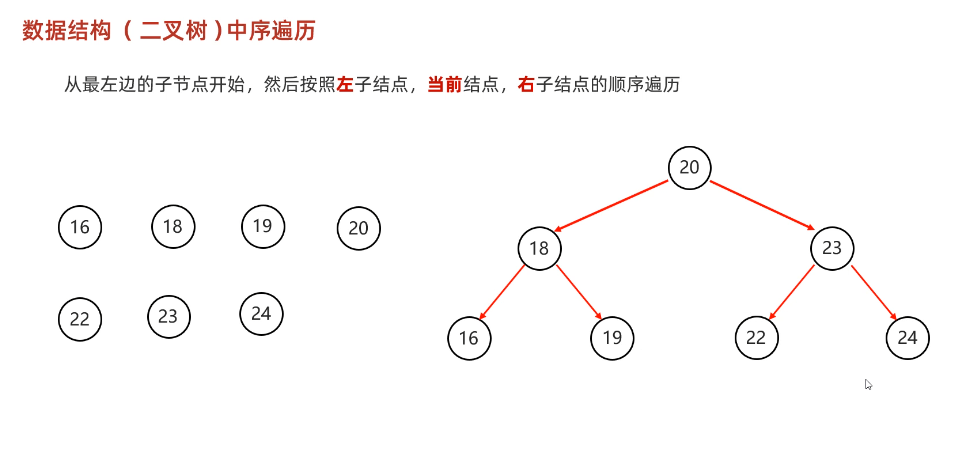 数据结构（二叉树)中序遍历
从最左边的子节点开始，然后按照左子结点，当前结点，右子结点的顺序遍历
20
16 18 19 20
18 23
22 23 24
16 19 22 24